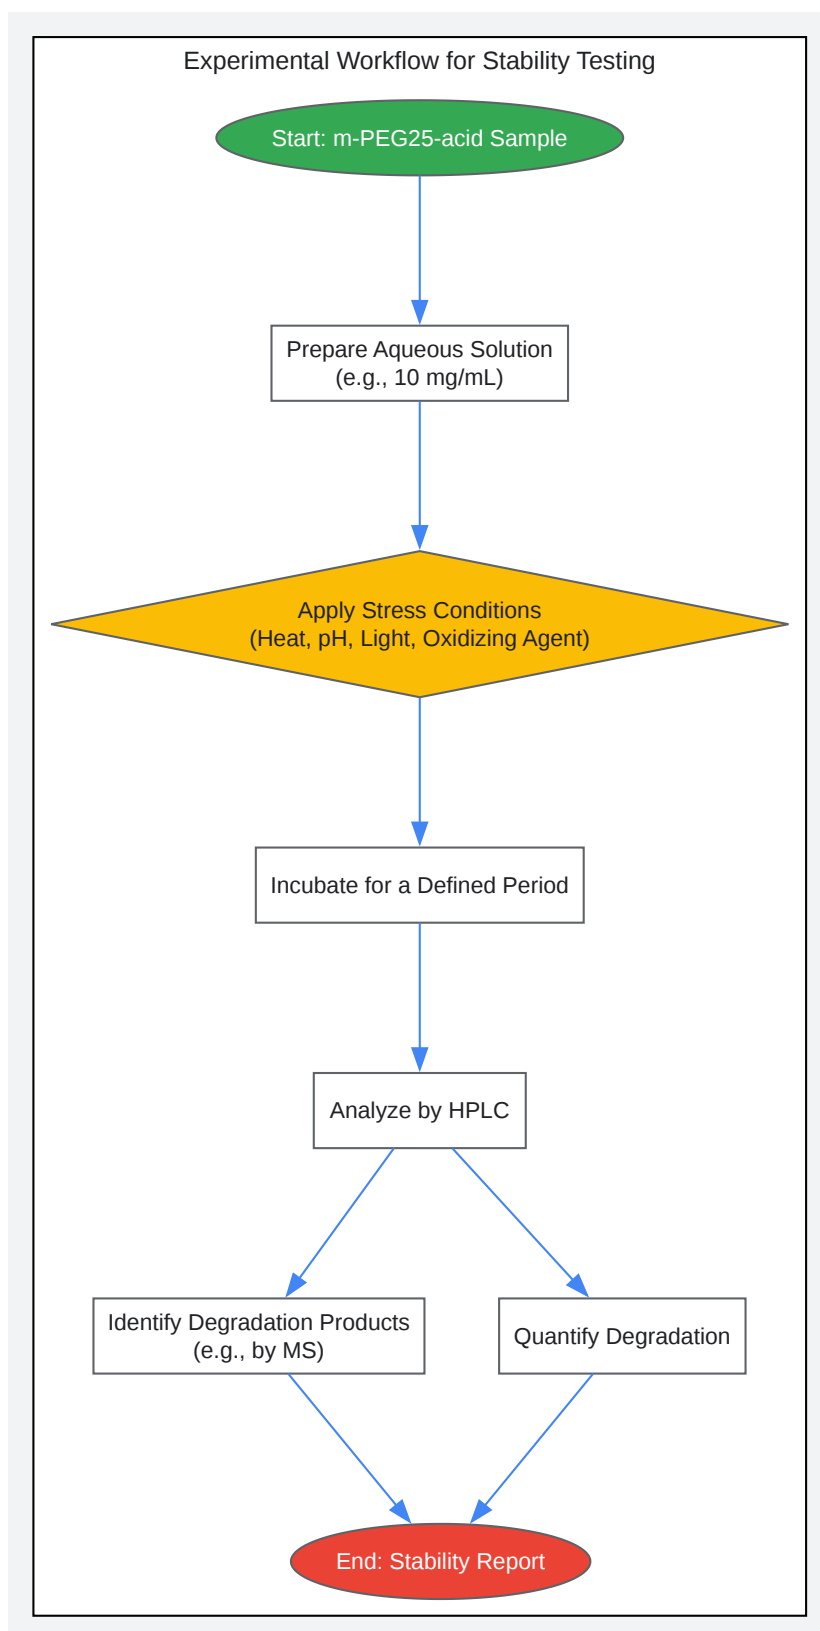 Experimental Workflow for Stability Testing
Start: m-PEG25-acid Sample
Prepare Aqueous Solution
(e.g., 10 mg/mL)
Apply Stress Conditions
(Heat, pH, Light, Oxidizing Agent)
Incubate for a Defined Period
Analyze by HPLC
Identify Degradation Products
(e.g., by MS)
Quantify Degradation
End: Stability Report